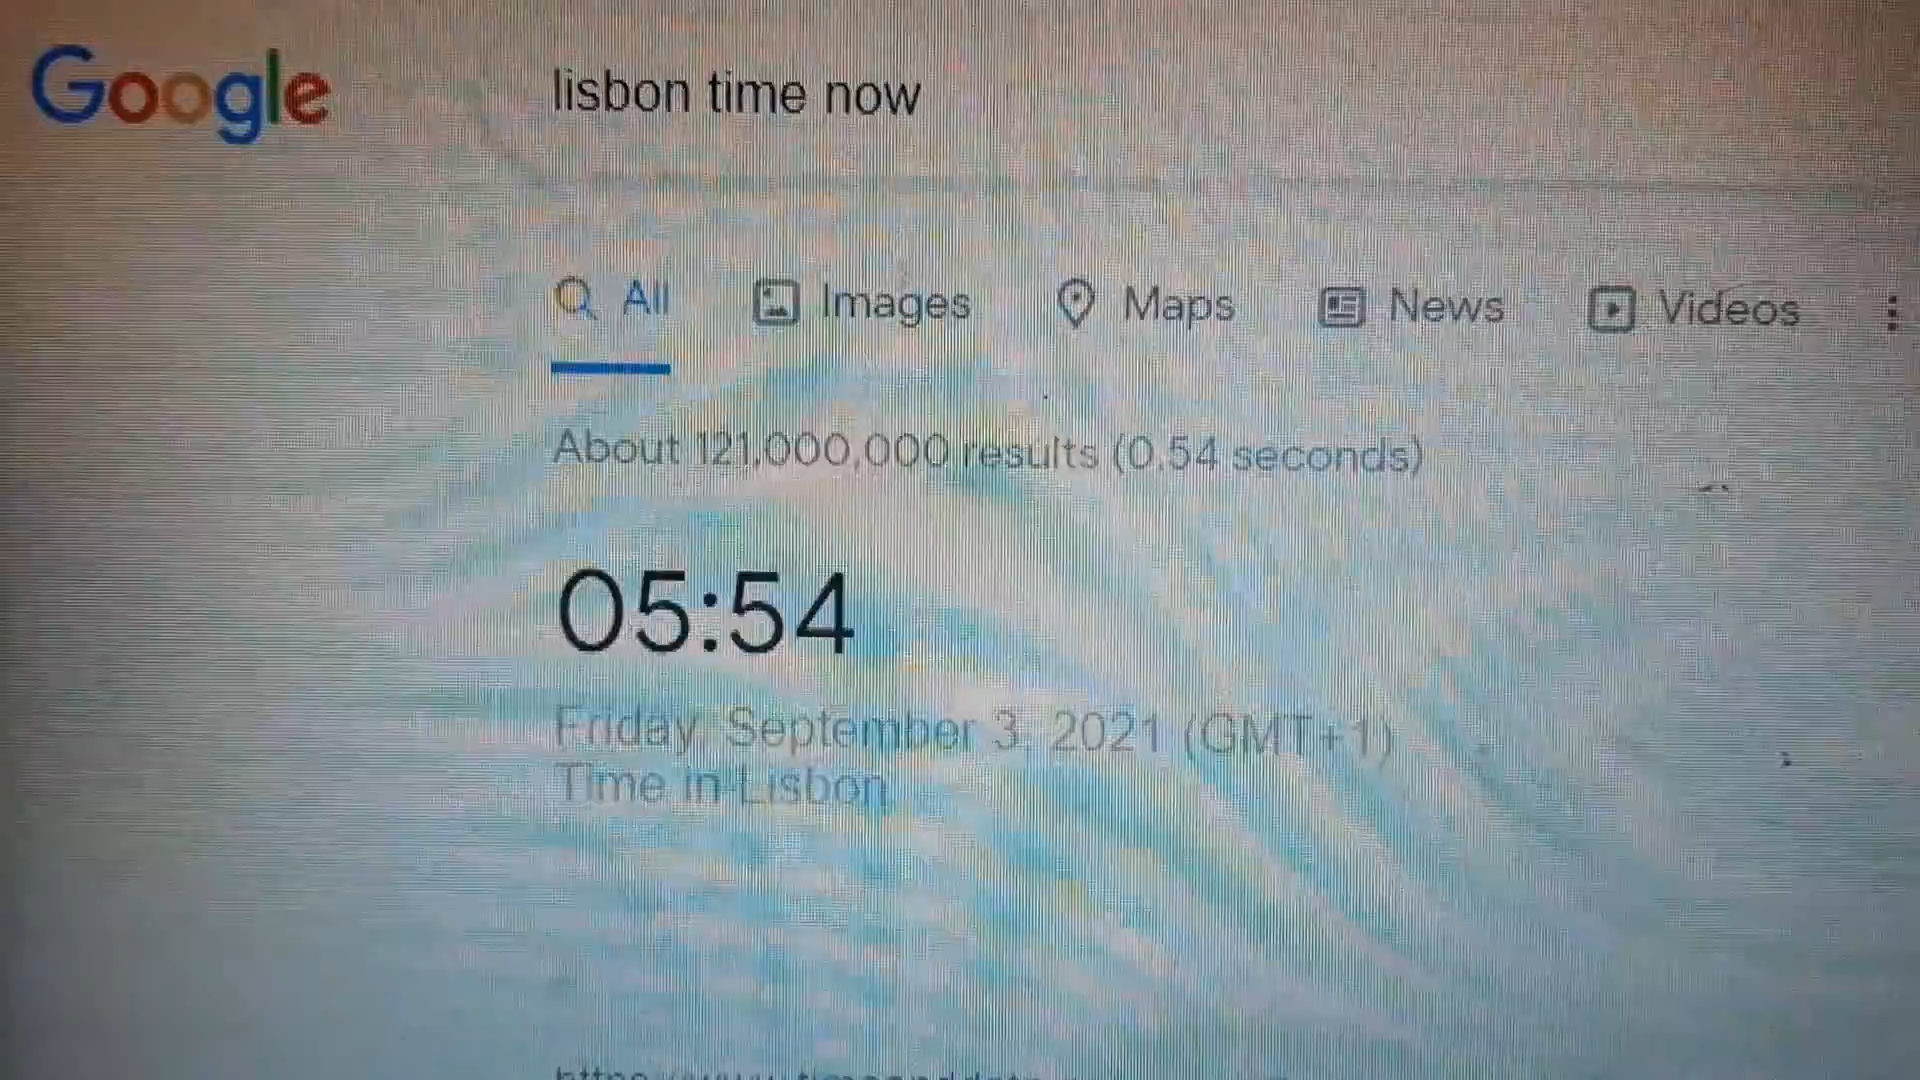 Google lisbon time now
All Images Maps News Videos
About 121,000,000 results (0.54 seconds)
05:54
Friday, September 3, 2021 (GMT+1)
Time in Lisbon